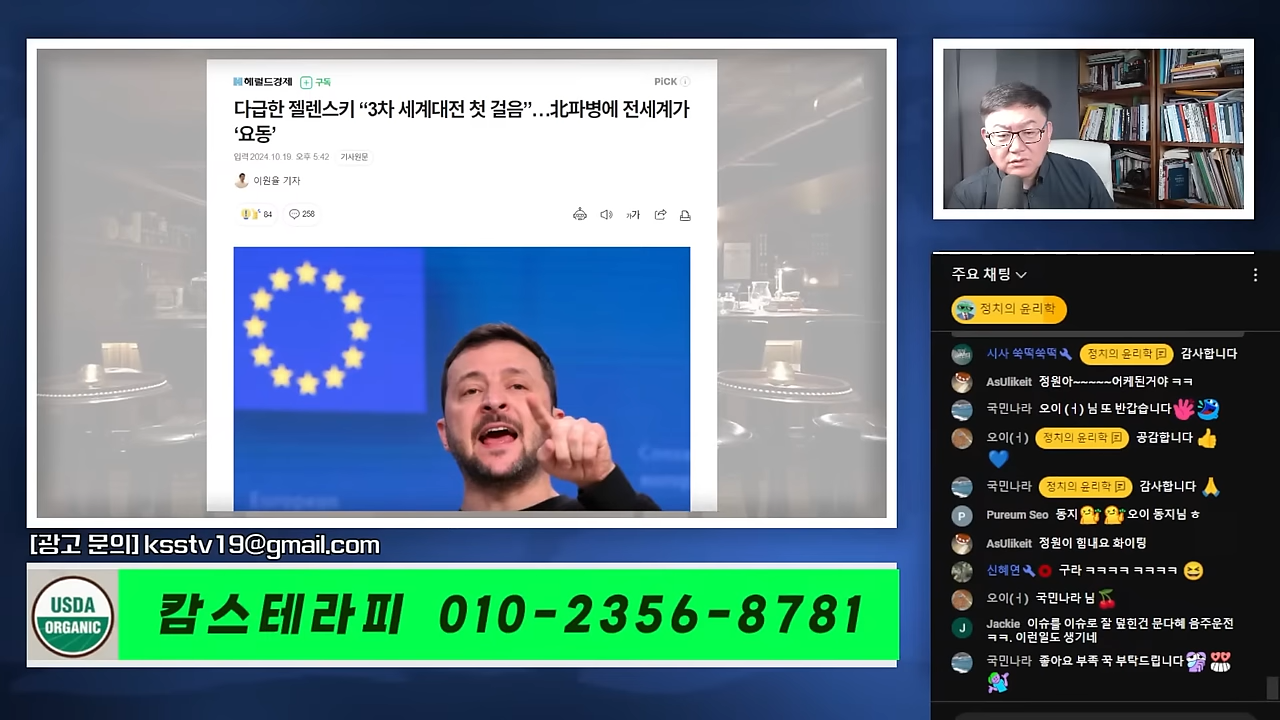 헤럴드경제
구독
PiCK
다급한 젤렌스키 “3차 세계대전 첫 걸음”…北파병에 전세계가
‘요동’
입력 2024.10.19. 오후 5:42
기사원문
이원율 기자
84
258
가가
European
[광고 문의] ksstv19@gmail.com
USDA
ORGANIC
캄스테라피 010-2356-8781
주요 채팅
정치의 윤리학
시사 쑥떡쑥떡 정치의 윤리학 감사합니다
AsUlikeit 정원아~~~~~어케된거야 ㅋㅋ
국민나라 오이 (ㅓ) 님 또 반갑습니다
오이(ㅓ) 정치의 윤리학 공감합니다
국민나라 정치의 윤리학 감사합니다
P Pureum Seo 동지 오이 동지님 ㅎ
AsUlikeit 정원이 힘내요 화이팅
신혜연 구라 ㅋㅋㅋㅋ ㅋㅋㅋㅋ
오이(ㅓ) 국민나라 님
J Jackie 이슈를 이슈로 잘 덮힌건 문다혜 음주운전
ㅋㅋ. 이런일도 생기네
국민나라 좋아요 부족 꾹 부탁드립니다